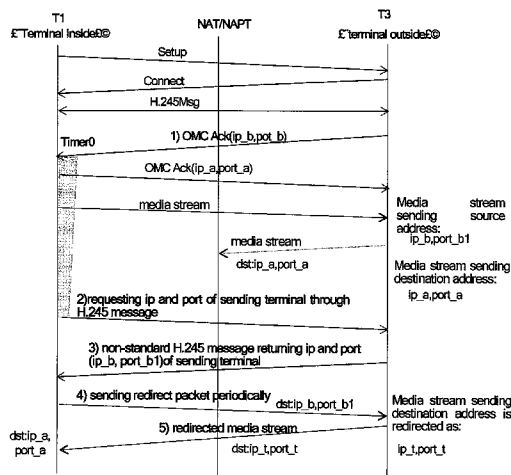 T1
£¨Terminal Inside£©
NAT/NAPT
T3
£¨terminal outside£©
Setup
Connect
H.245Msg
Timer0
1) OMC Ack(ip_b,pot_b)
OMC Ack(ip_a,port_a)
media stream
Media stream
sending source
address:
ip_b,port_b1
media stream
dst:ip_a,port_a
Media stream sending
destination address:
ip_a,port_a
2)requesting ip and port of sending terminal through
H.245 message
3) non-standard H.245 message returning ip and port
(ip_b, port_b1)of sending terminal
4) sending redirect packet periodically
dst:ip_b,port_b1
Media stream sending
destination address is
redirected as:
5) redirected media stream
dst:ip_a,
port_a
dst:ip_t,port_t
ip_t,port_t